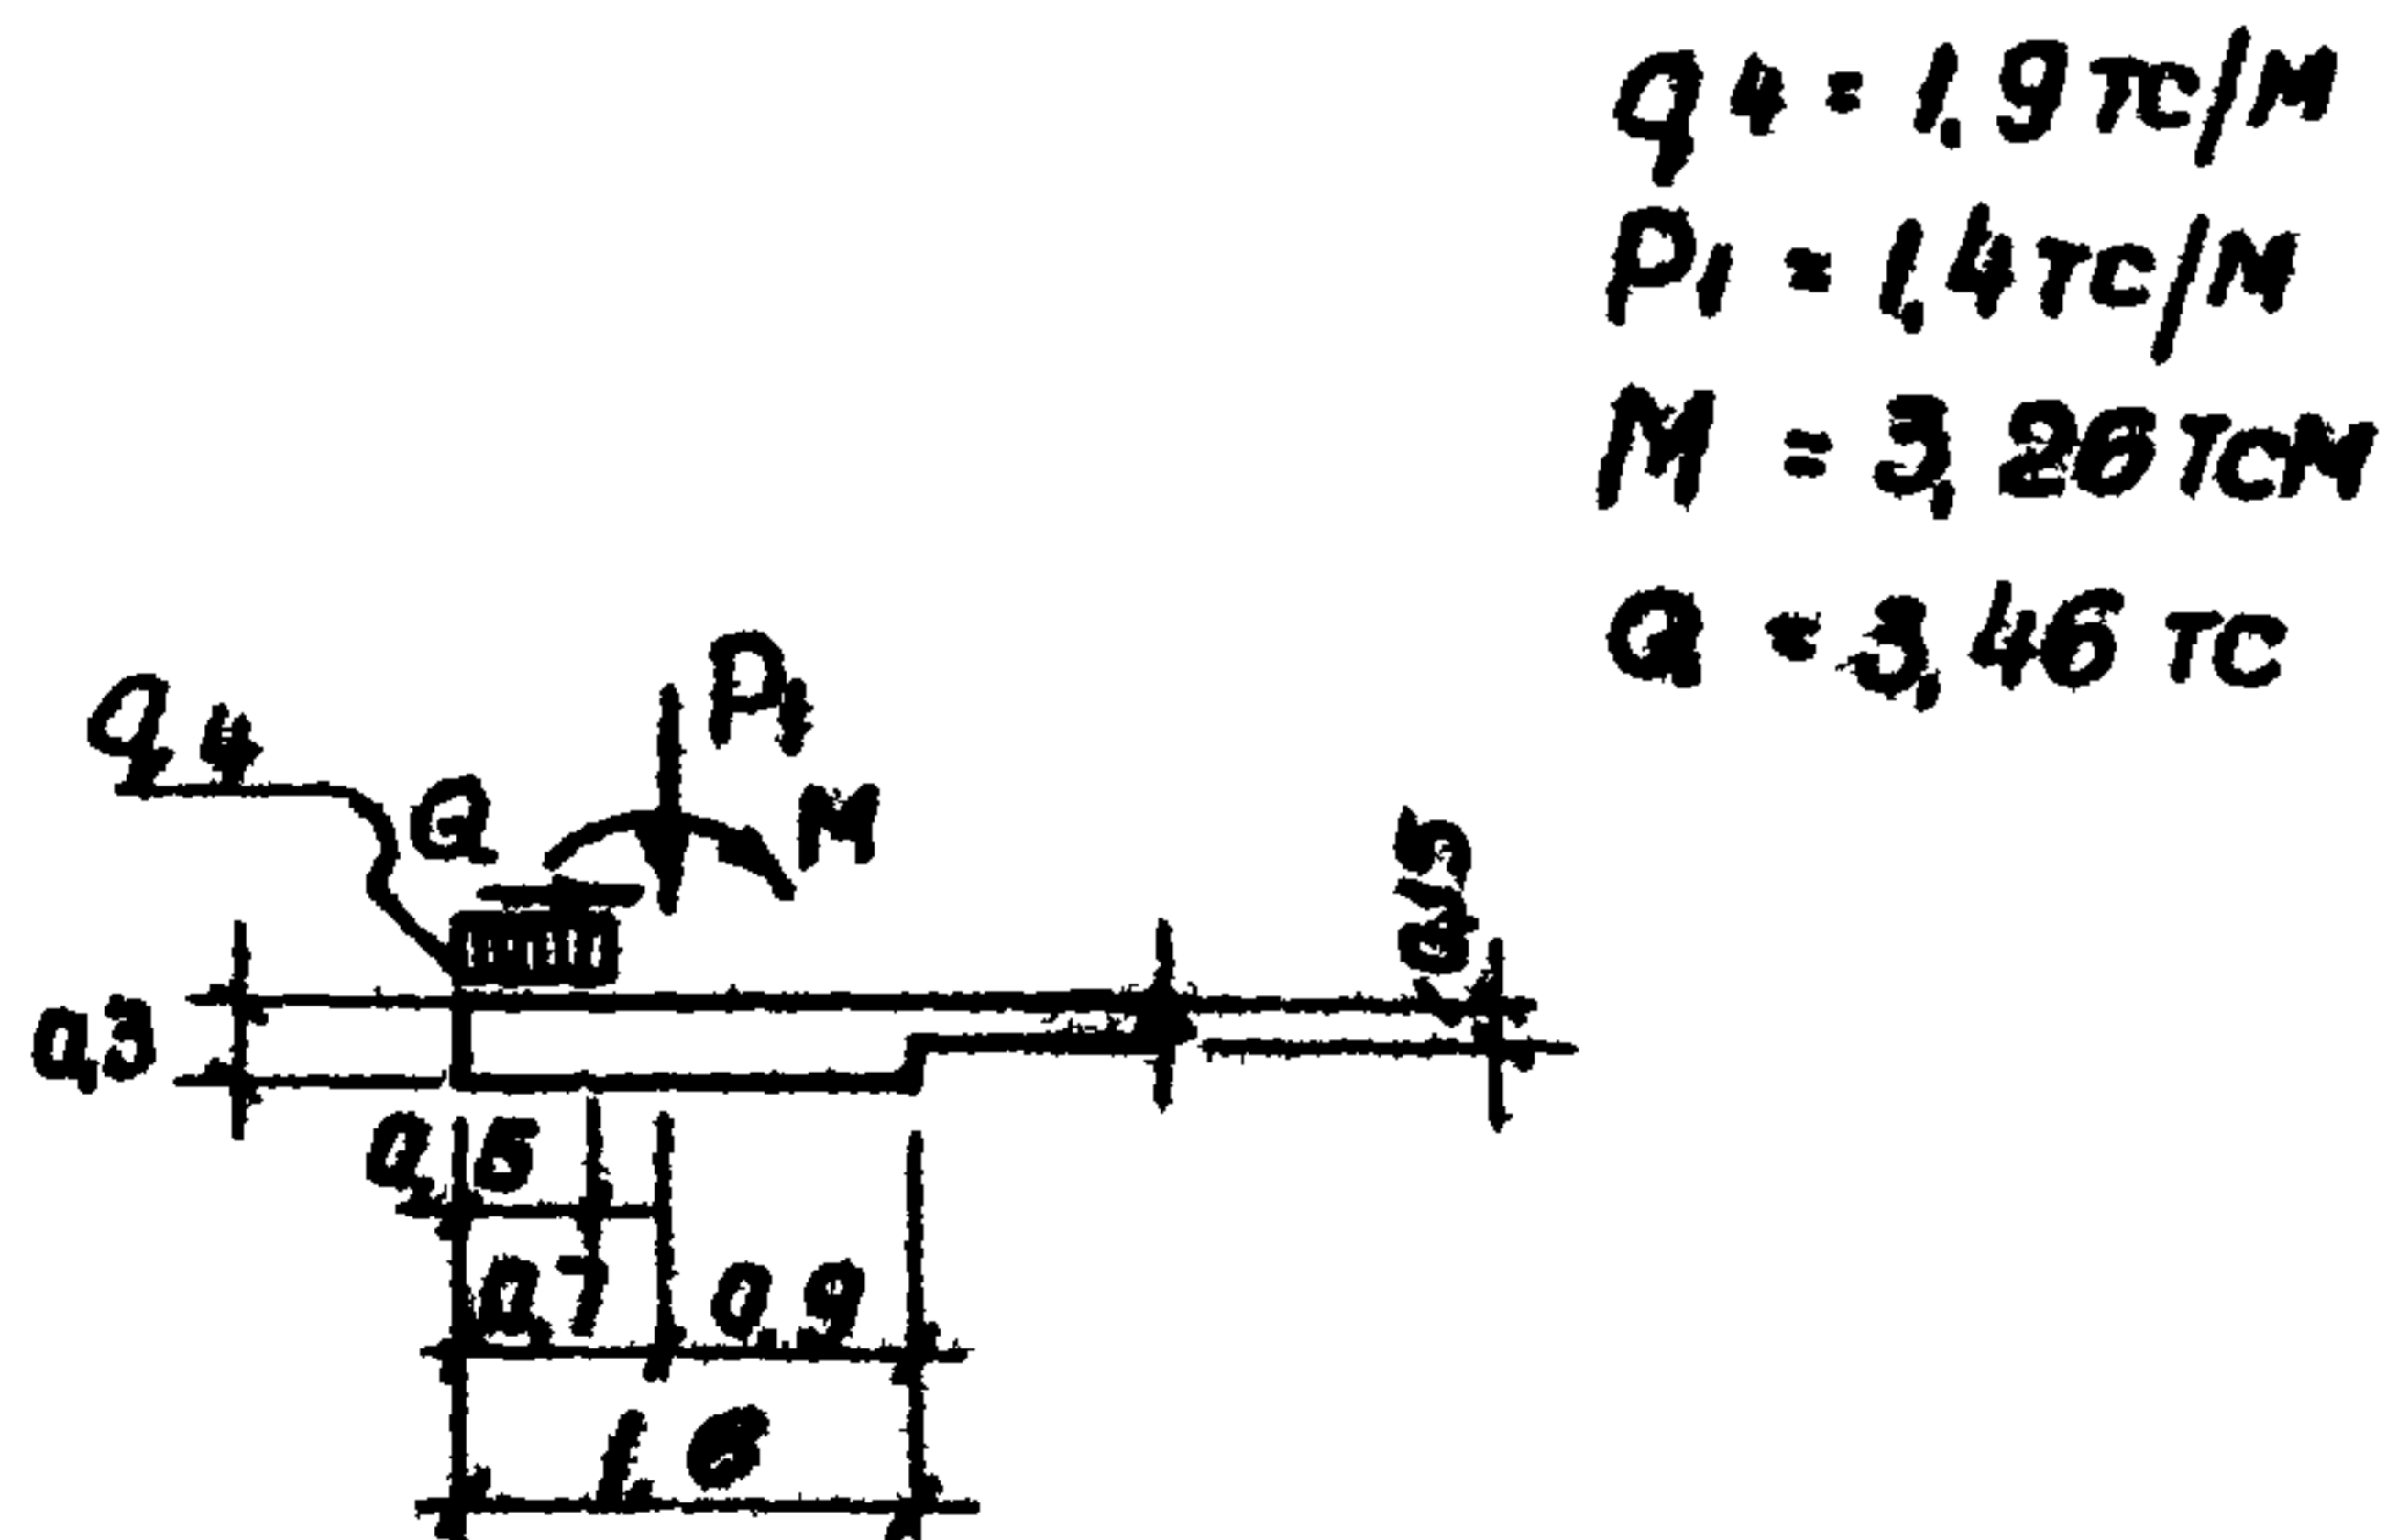 q4 = 1,9 тс/м
P1 = 1,4 тс/м
M = 3,26 тсм
Q = 3,46 тс
P1
q4
Q
M
0,15
0,3
0,5
0,7
0,9
1,6